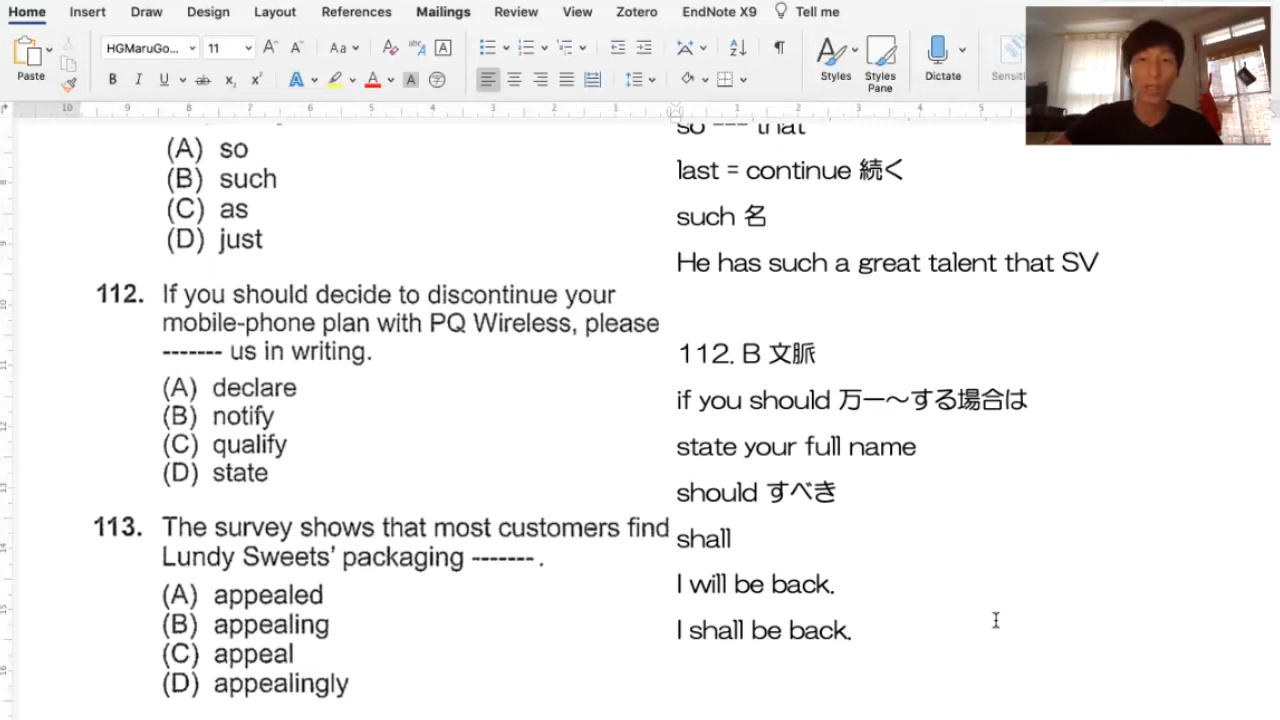 Home Insert Draw Design Layout References Mailings Review View Zotero EndNote X9 Tell me
Paste
HGMaruGo... 11
Styles
Styles Pane
Dictate
(A) so
(B) such
(C) as
(D) just
112. If you should decide to discontinue your
mobile-phone plan with PQ Wireless, please
------- us in writing.
(A) declare
(B) notify
(C) qualify
(D) state
113. The survey shows that most customers find
Lundy Sweets' packaging ------- .
(A) appealed
(B) appealing
(C) appeal
(D) appealingly
so --- that
last = continue 続く
such 名
He has such a great talent that SV
112. B 文脈
if you should 万一〜する場合は
state your full name
should すべき
shall
I will be back.
I shall be back.